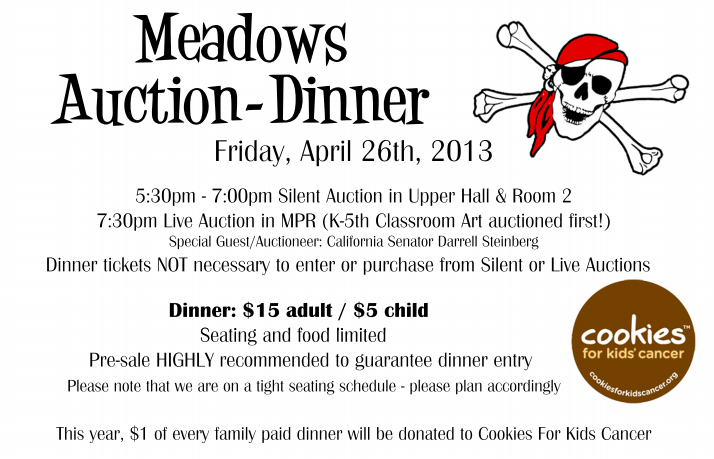 Meadows
Auction-Dinner
Friday, April 26th, 2013
5:30pm - 7:00pm Silent Auction in Upper Hall & Room 2
7:30pm Live Auction in MPR (K-5th Classroom Art auctioned first!)
Special Guest/Auctioneer: California Senator Darrell Steinberg
Dinner tickets NOT necessary to enter or purchase from Silent or Live Auctions
Dinner: $15 adult / $5 child
Seating and food limited
Pre-sale HIGHLY recommended to guarantee dinner entry
Please note that we are on a tight seating schedule - please plan accordingly
cookies™
for kids' cancer
cookiesforkidscancer.org
This year, $1 of every family paid dinner will be donated to Cookies For Kids Cancer